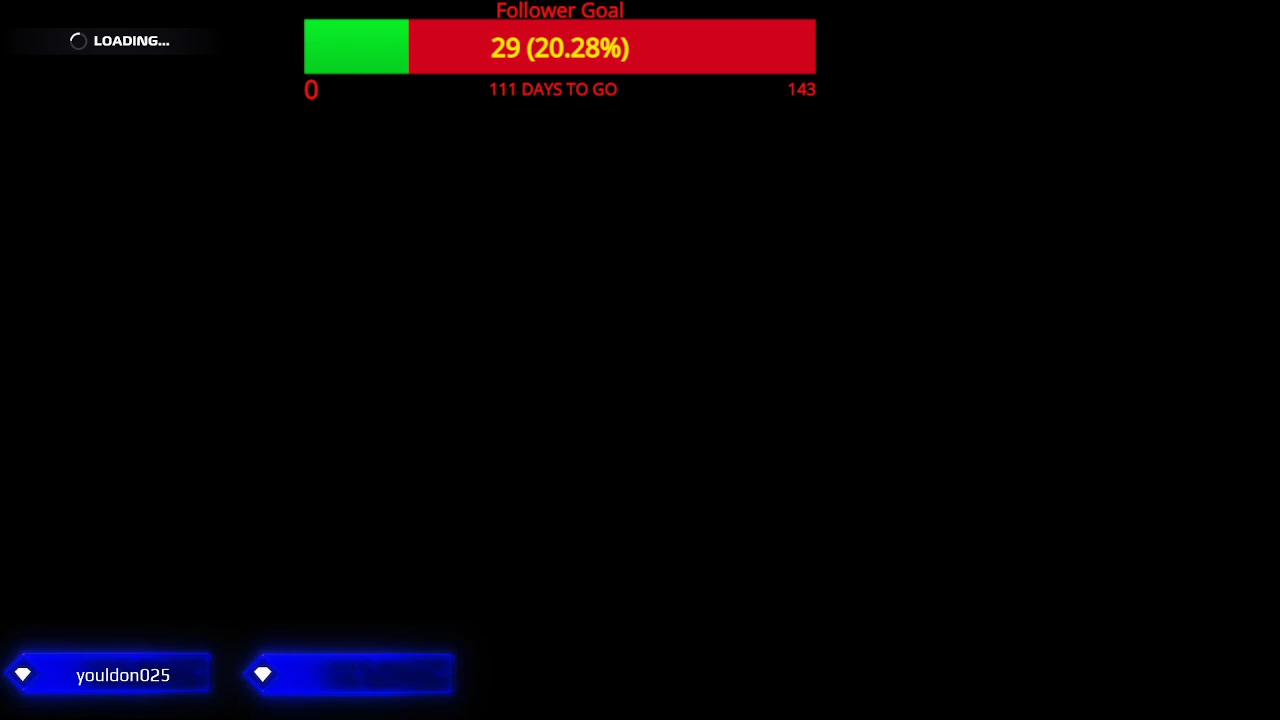 Follower Goal
LOADING...
29 (20.28%)
0
111 DAYS TO GO
143
youldon025